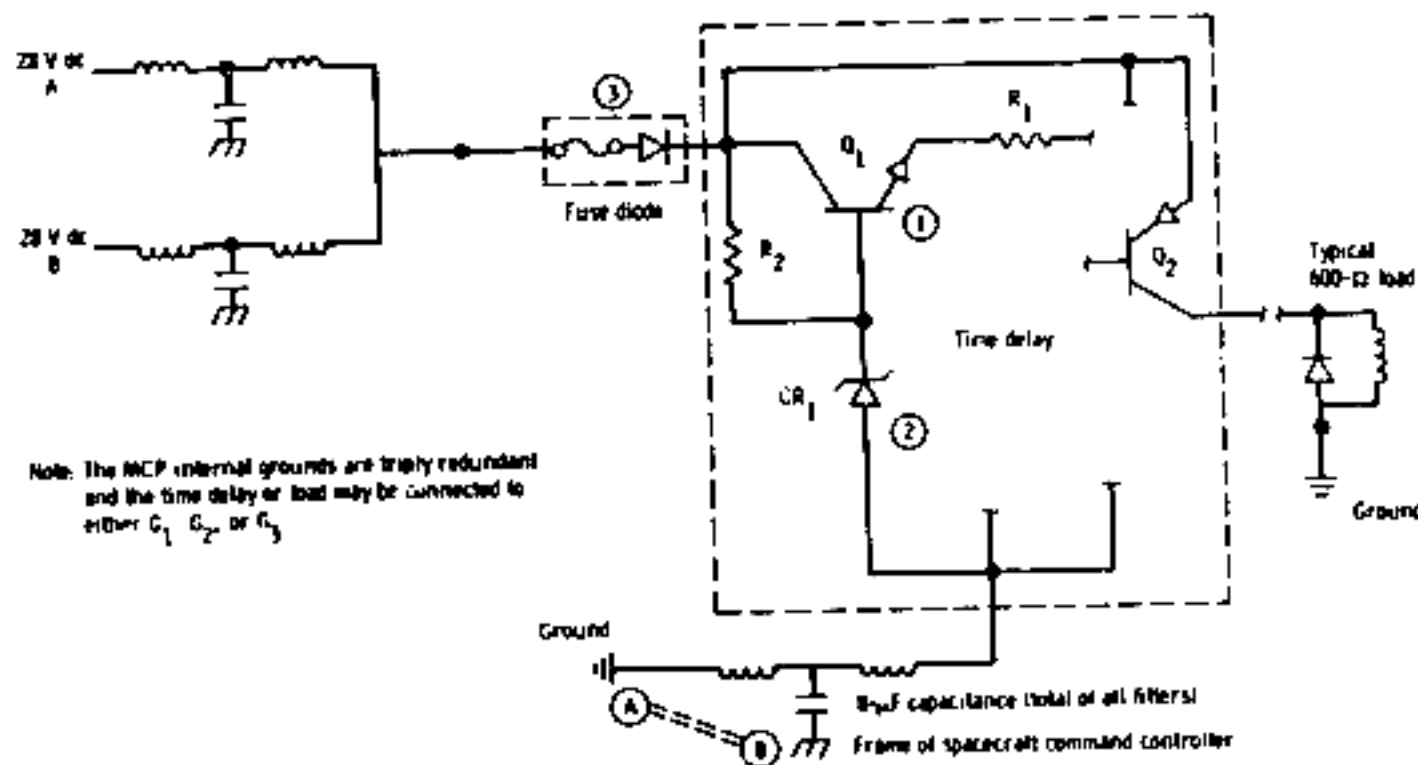 28 V dc
A
3
R1
Q1
Fuse diode
1
28 V dc
B
R2
Q2
Typical
600-Ω load
Time delay
CR1
2
Note: The MCP internal grounds are triply redundant
and the time delay or load may be connected to
either G1, G2, or G3
Ground
Ground
A
B
capacitance (total of all filters)
Frame of spacecraft command controller